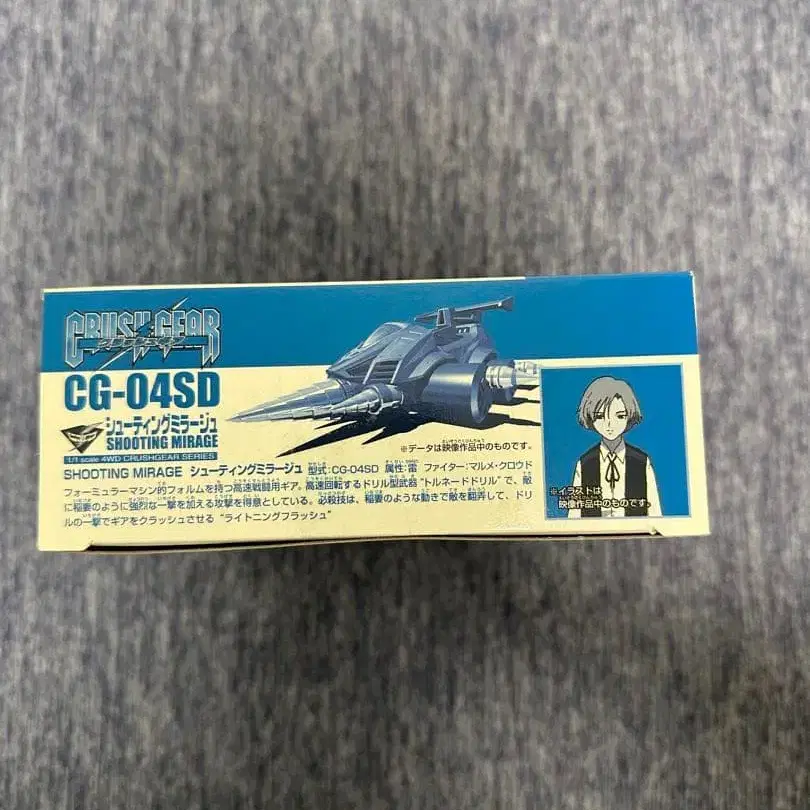 CRUSH GEAR
CG-04SD
シューティングミラージュ
SHOOTING MIRAGE
1/1 scale 4WD CRUSHGEAR SERIES
※データは映像作品中のものです。
SHOOTING MIRAGE シューティングミラージュ 型式:CG-04SD 属性:雷 ファイター:マルメ・クロウド
フォーミュラーマシン的フォルムを持つ高速戦闘用ギア。高速回転するドリル型武器“トルネードドリル”で、敵
に稲妻のように強烈な一撃を加える攻撃を得意としている。必殺技は、稲妻のような動きで敵を翻弄して、ドリ
ルの一撃でギアをクラッシュさせる“ライトニングフラッシュ”
※イラストは
映像作品中のものです。